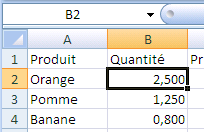 B2
A B
1 Produit Quantité Pr
2 Orange 2,500
3 Pomme 1,250
4 Banane 0,800